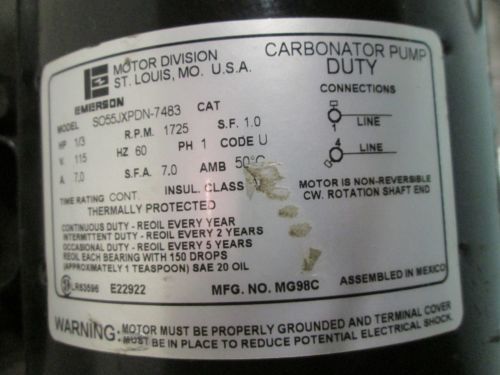 MOTOR DIVISION
ST. LOUIS, MO. U.S.A.
EMERSON
CARBONATOR PUMP
DUTY
MODEL SO55JXPDN-7483 CAT
HP 1/3 R.P.M. 1725 S.F. 1.0
V. 115 HZ 60 PH 1 CODE U
A 7.0 S.F.A. 7.0 AMB 50°C
TIME RATING CONT. INSUL. CLASS
THERMALLY PROTECTED
CONTINUOUS DUTY - REOIL EVERY YEAR
INTERMITTENT DUTY - REOIL EVERY 2 YEARS
OCCASIONAL DUTY - REOIL EVERY 5 YEARS
REOIL EACH BEARING WITH 150 DROPS
(APPROXIMATELY 1 TEASPOON) SAE 20 OIL
LR63596 E22922 MFG. NO. MG98C
CONNECTIONS
1 LINE
4 LINE
MOTOR IS NON-REVERSIBLE
CW. ROTATION SHAFT END
ASSEMBLED IN MEXICO
WARNING: MOTOR MUST BE PROPERLY GROUNDED AND TERMINAL COVER
MUST BE IN PLACE TO REDUCE POTENTIAL ELECTRICAL SHOCK.